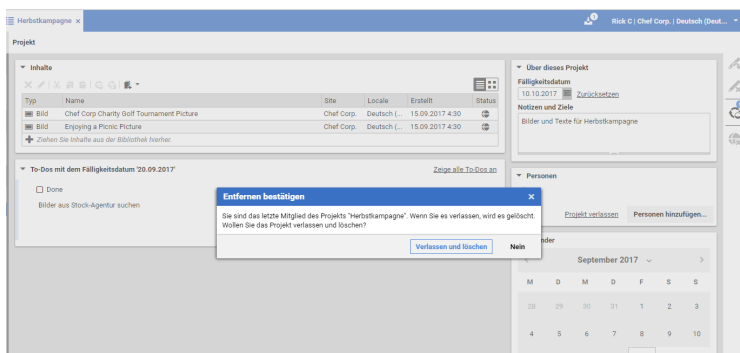 Herbstkampagne ×
0
Rick C | Chef Corp. | Deutsch (Deut...
Projekt
Inhalte
Typ Name Site Locale Erstellt Status
Bild Chef Corp Charity Golf Tournament Picture Chef Corp. Deutsch (... 15.09.2017 4:30
Bild Enjoying a Picnic Picture Chef Corp. Deutsch (... 15.09.2017 4:30
Ziehen Sie Inhalte aus der Bibliothek hierher.
To-Dos mit dem Fälligkeitsdatum '20.09.2017' Zeige alle To-Dos an
Done
Bilder aus Stock-Agentur suchen
Über dieses Projekt
Fälligkeitsdatum
10.10.2017 Zurücksetzen
Notizen und Ziele
Bilder und Texte für Herbstkampagne
Personen
Projekt verlassen Personen hinzufügen...
Entfernen bestätigen ×
Sie sind das letzte Mitglied des Projekts "Herbstkampagne". Wenn Sie es verlassen, wird es gelöscht.
Wollen Sie das Projekt verlassen und löschen?
Verlassen und löschen Nein
nder
September 2017
M D M D F S S
28 29 30 31 1 2 3
4 5 6 7 8 9 10